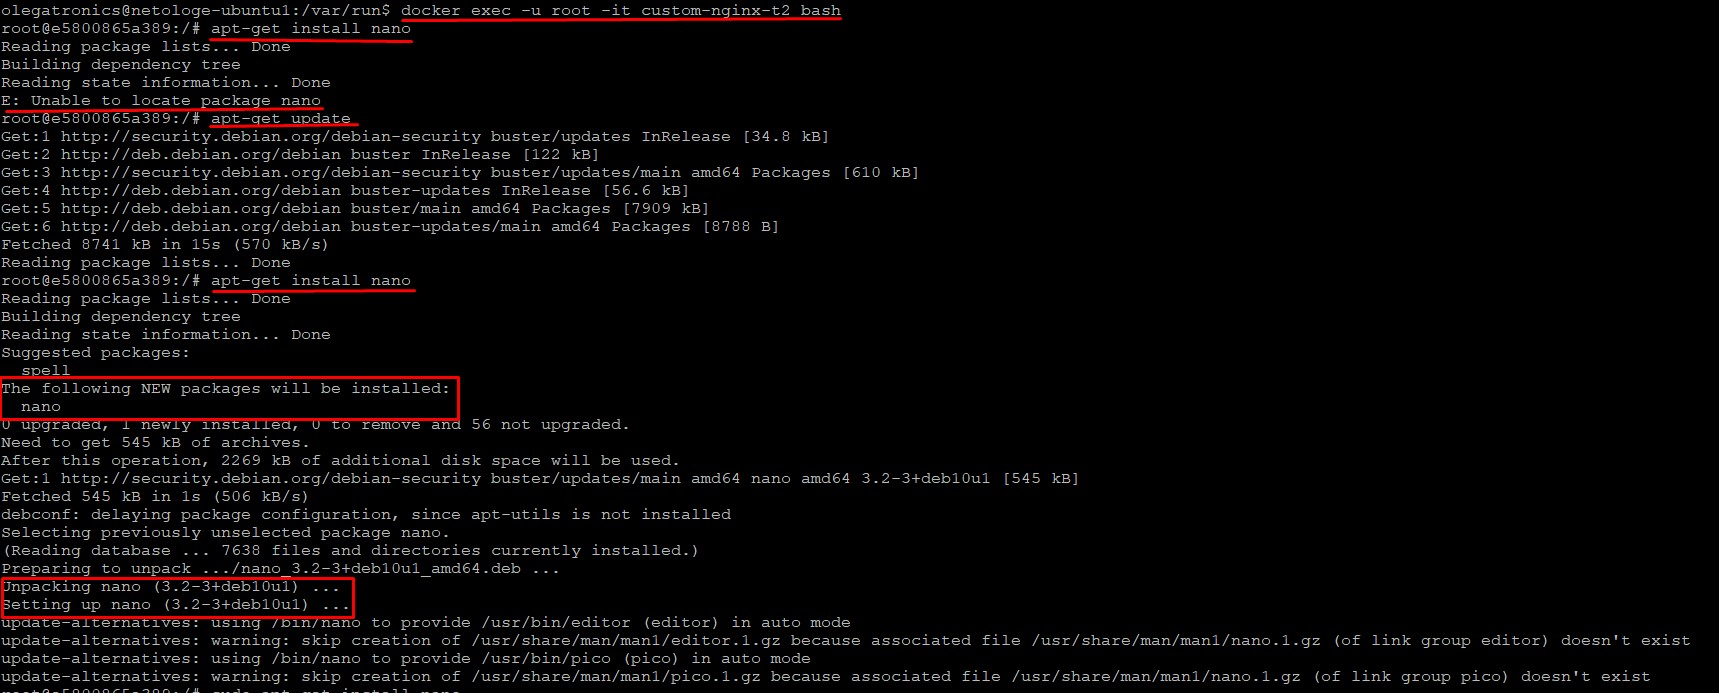 olegatronics@netologe-ubuntu1:/var/run$ docker exec -u root -it custom-nginx-t2 bash
root@e5800865a389:/# apt-get install nano
Reading package lists... Done
Building dependency tree
Reading state information... Done
E: Unable to locate package nano
root@e5800865a389:/# apt-get update
Get:1 http://security.debian.org/debian-security buster/updates InRelease [34.8 kB]
Get:2 http://deb.debian.org/debian buster InRelease [122 kB]
Get:3 http://security.debian.org/debian-security buster/updates/main amd64 Packages [610 kB]
Get:4 http://deb.debian.org/debian buster-updates InRelease [56.6 kB]
Get:5 http://deb.debian.org/debian buster/main amd64 Packages [7909 kB]
Get:6 http://deb.debian.org/debian buster-updates/main amd64 Packages [8788 B]
Fetched 8741 kB in 15s (570 kB/s)
Reading package lists... Done
root@e5800865a389:/# apt-get install nano
Reading package lists... Done
Building dependency tree
Reading state information... Done
Suggested packages:
  spell
The following NEW packages will be installed:
  nano
0 upgraded, 1 newly installed, 0 to remove and 56 not upgraded.
Need to get 545 kB of archives.
After this operation, 2269 kB of additional disk space will be used.
Get:1 http://security.debian.org/debian-security buster/updates/main amd64 nano amd64 3.2-3+deb10u1 [545 kB]
Fetched 545 kB in 1s (506 kB/s)
debconf: delaying package configuration, since apt-utils is not installed
Selecting previously unselected package nano.
(Reading database ... 7638 files and directories currently installed.)
Preparing to unpack .../nano_3.2-3+deb10u1_amd64.deb ...
Unpacking nano (3.2-3+deb10u1) ...
Setting up nano (3.2-3+deb10u1) ...
update-alternatives: using /bin/nano to provide /usr/bin/editor (editor) in auto mode
update-alternatives: warning: skip creation of /usr/share/man/man1/editor.1.gz because associated file /usr/share/man/man1/nano.1.gz (of link group editor) doesn't exist
update-alternatives: using /bin/nano to provide /usr/bin/pico (pico) in auto mode
update-alternatives: warning: skip creation of /usr/share/man/man1/pico.1.gz because associated file /usr/share/man/man1/nano.1.gz (of link group pico) doesn't exist
root@e5800865a389:/# sudo apt-get install nano